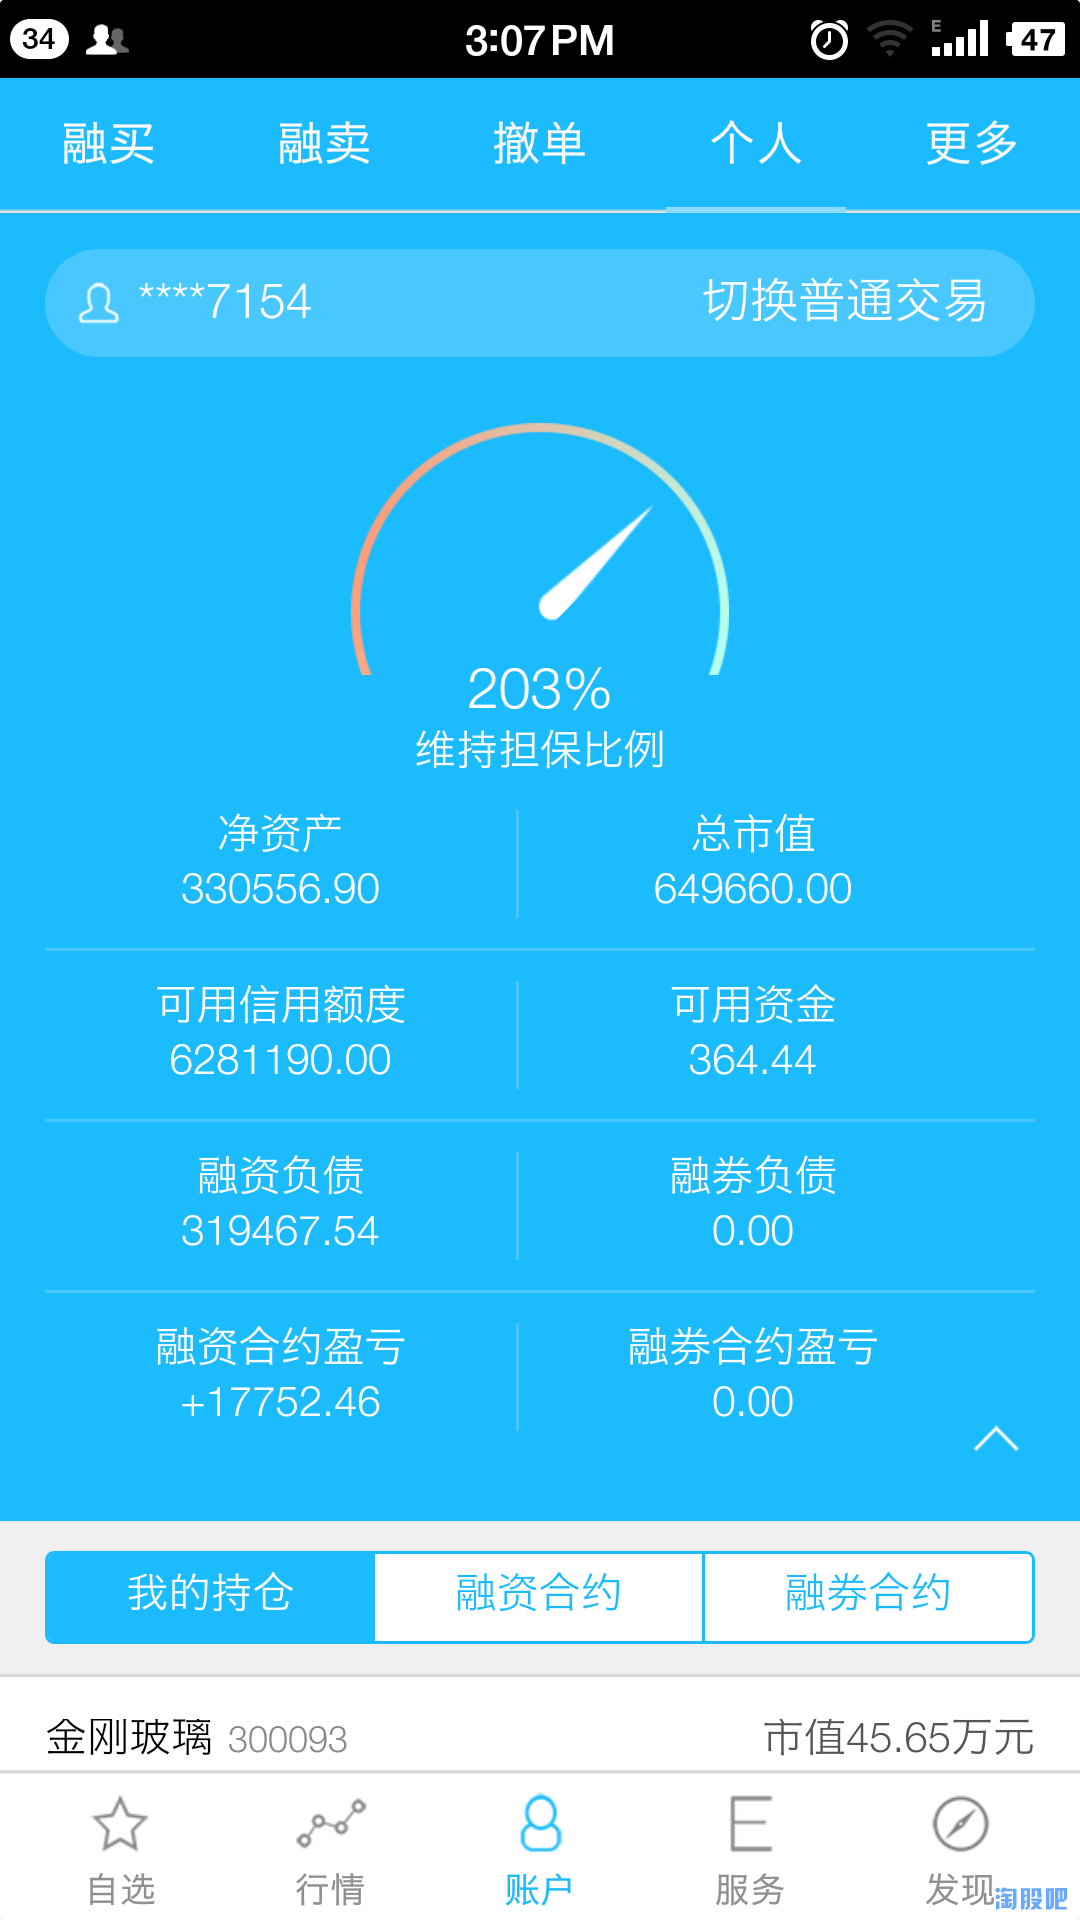 34
3:07 PM
E
47
融买 融卖 撤单 个人 更多
****7154 切换普通交易
203%
维持担保比例
净资产 总市值
330556.90 649660.00
可用信用额度 可用资金
6281190.00 364.44
融资负债 融券负债
319467.54 0.00
融资合约盈亏 融券合约盈亏
+17752.46 0.00
我的持仓 融资合约 融券合约
金刚玻璃 300093 市值45.65万元
自选 行情 账户 服务 发现
淘股吧